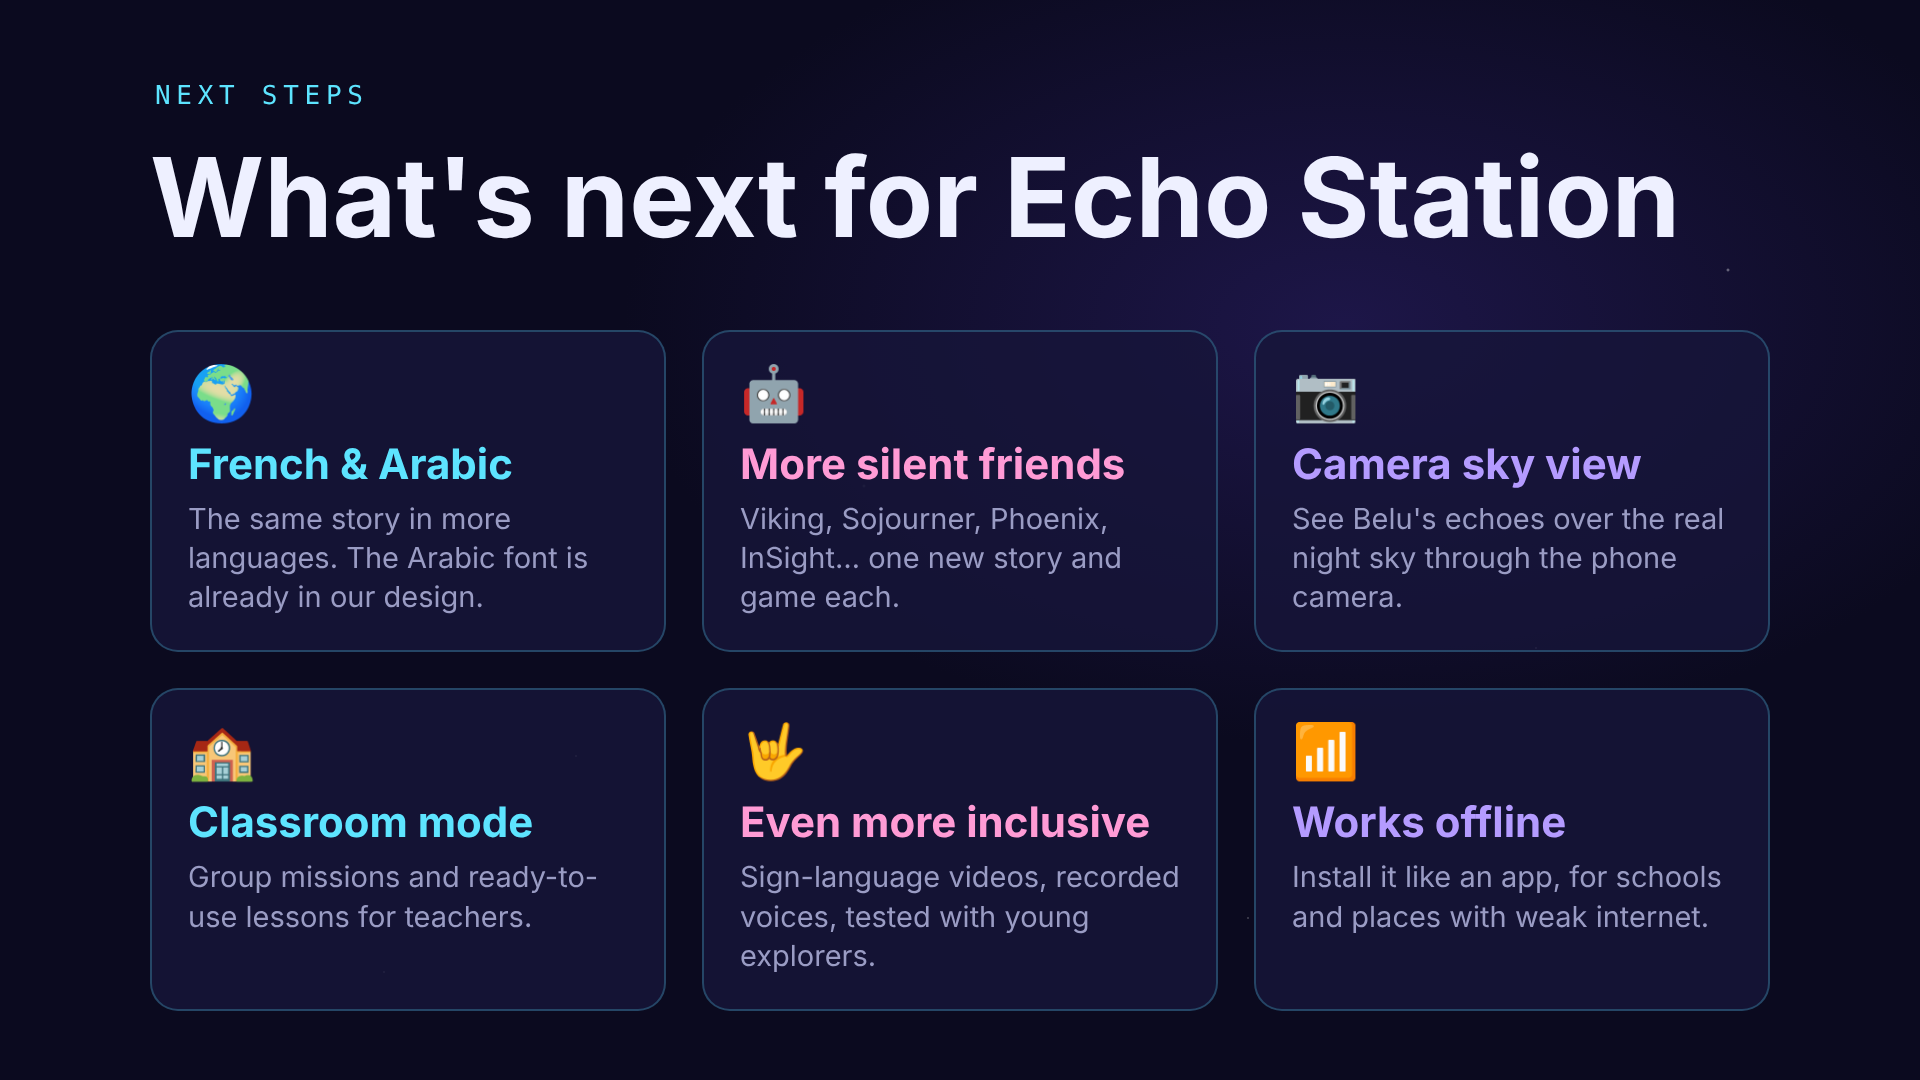 NEXT STEPS
What's next for Echo Station
French & Arabic
The same story in more
languages. The Arabic font is
already in our design.
More silent friends
Viking, Sojourner, Phoenix,
InSight... one new story and
game each.
Camera sky view
See Belu's echoes over the real
night sky through the phone
camera.
Classroom mode
Group missions and ready-to-
use lessons for teachers.
Even more inclusive
Sign-language videos, recorded
voices, tested with young
explorers.
Works offline
Install it like an app, for schools
and places with weak internet.